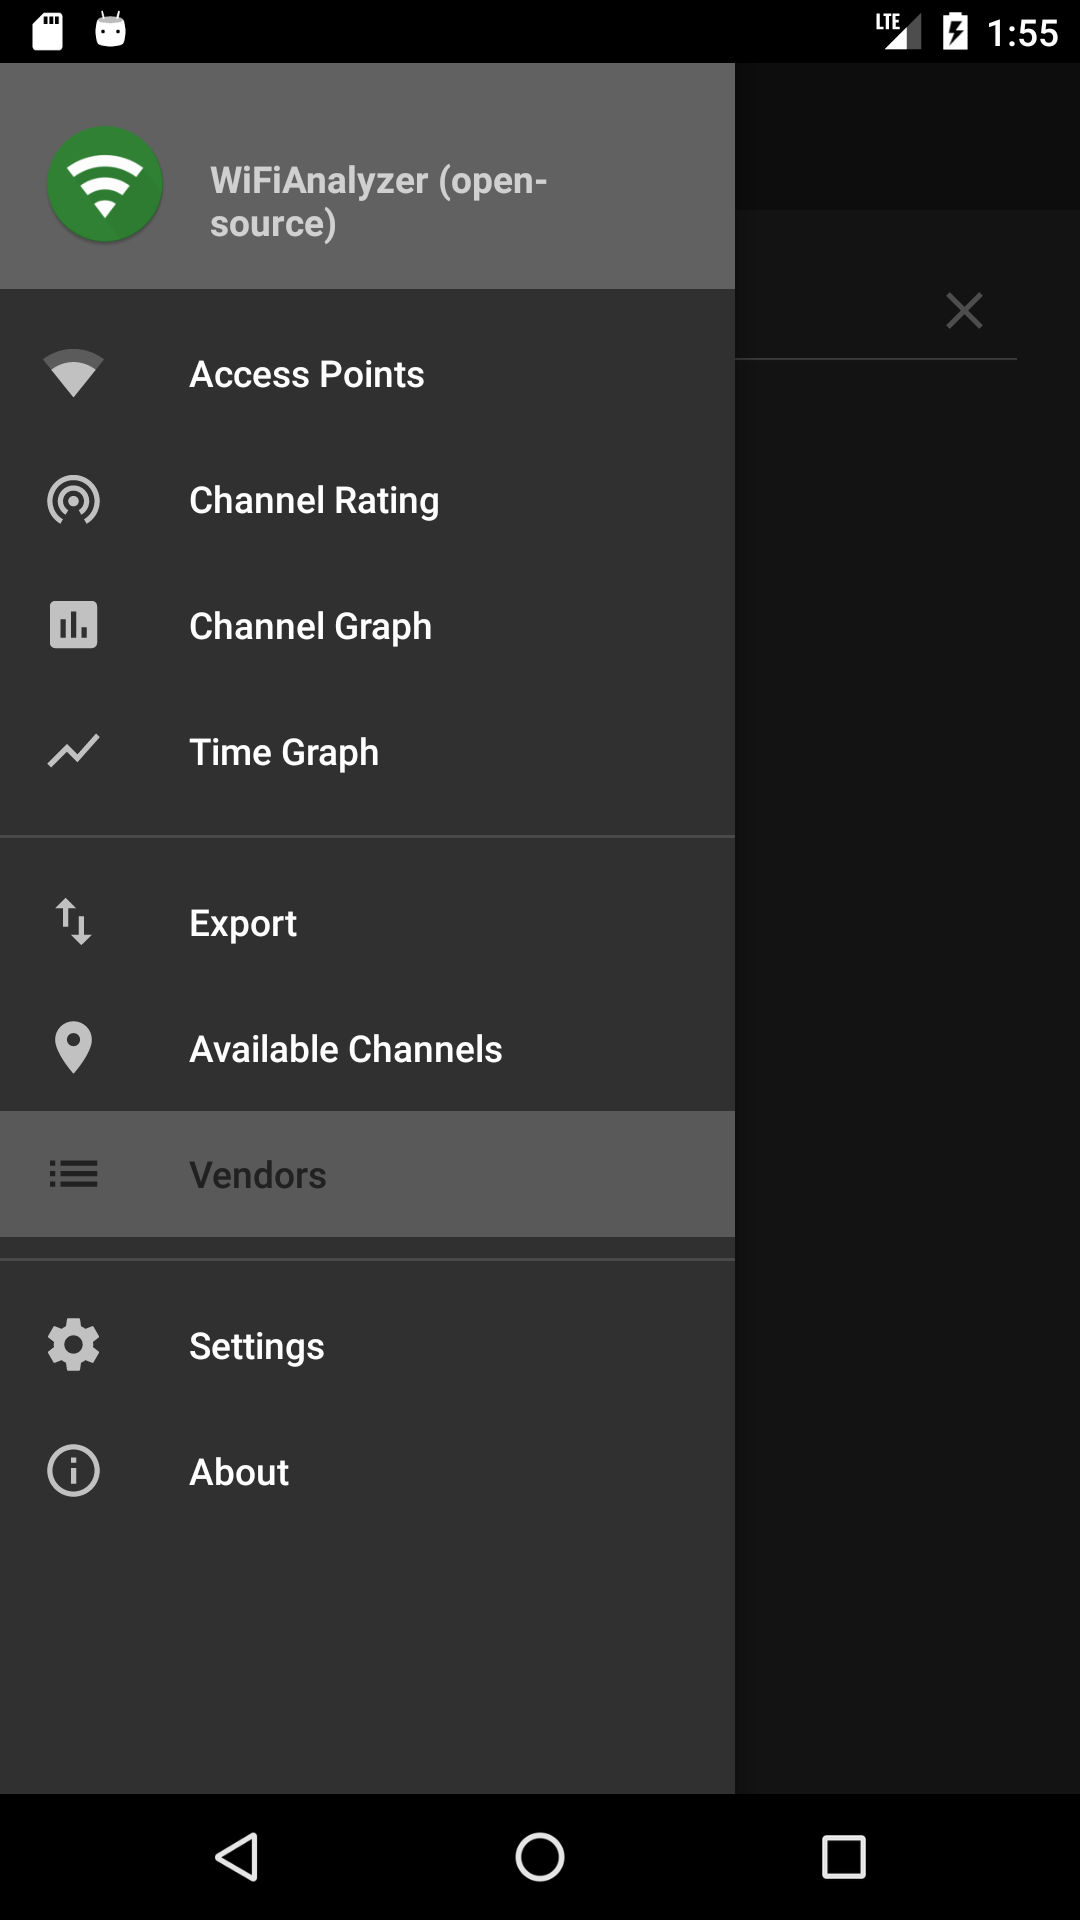 LTE 1:55
WiFiAnalyzer (open-
source)
Access Points
Channel Rating
Channel Graph
Time Graph
Export
Available Channels
Vendors
Settings
About